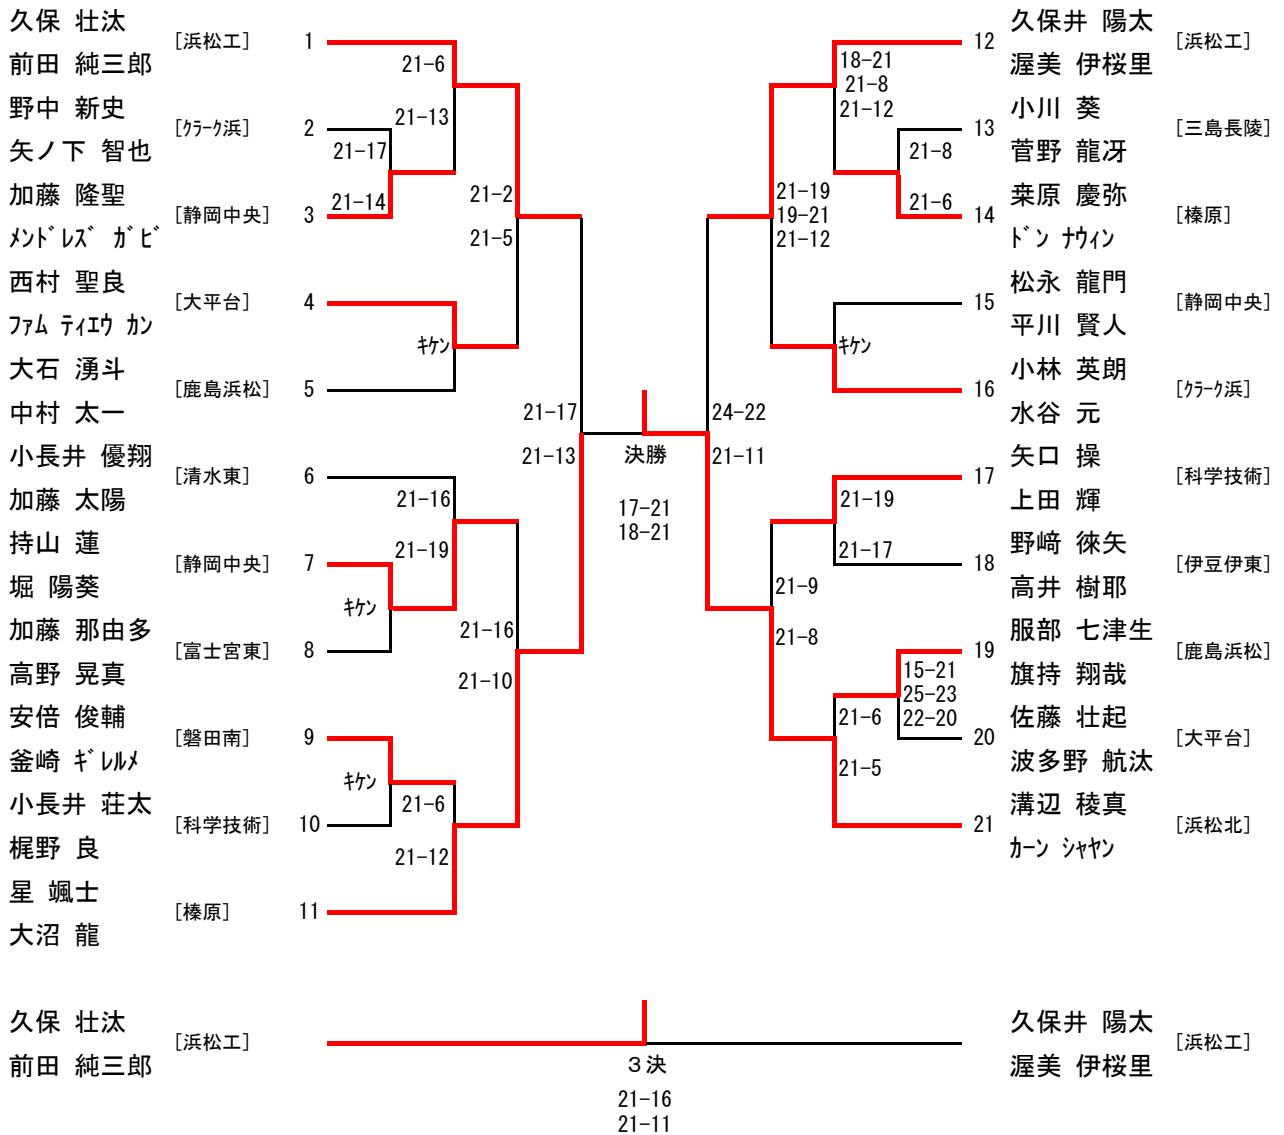 久保 壮汰
[浜松工] 1
前田 純三郎
野中 新史
[ｸﾗｰｸ浜] 2
矢ノ下 智也
加藤 隆聖
[静岡中央] 3
ﾒﾝﾄﾞﾚｽﾞ ｶﾞﾋﾞ
西村 聖良
[大平台] 4
ﾌｧﾑ ﾃｨｴｳ ｶﾝ
大石 湧斗
[鹿島浜松] 5
中村 太一
小長井 優翔
[清水東] 6
加藤 太陽
持山 蓮
[静岡中央] 7
堀 陽葵
加藤 那由多
[富士宮東] 8
高野 晃真
安倍 俊輔
[磐田南] 9
釜崎 ｷﾞﾚﾙﾒ
小長井 荘太
[科学技術] 10
梶野 良
星 颯士
[榛原] 11
大沼 龍
21-6
21-13
21-17
21-14
21-2
21-5
ｷｹﾝ
21-17
21-13
21-16
21-19
ｷｹﾝ
21-16
21-10
ｷｹﾝ
21-6
21-12
決勝
17-21
18-21
18-21
21-8
21-12
21-8
21-6
21-19
19-21
21-12
ｷｹﾝ
24-22
21-11
21-19
21-17
21-9
21-8
15-21
25-23
22-20
21-6
21-5
久保井 陽太
12 [浜松工]
渥美 伊桜里
小川 葵
13 [三島長陵]
菅野 龍冴
桒原 慶弥
14 [榛原]
ﾄﾞﾝ ﾅｳｨﾝ
松永 龍門
15 [静岡中央]
平川 賢人
小林 英朗
16 [ｸﾗｰｸ浜]
水谷 元
矢口 操
17 [科学技術]
上田 輝
野﨑 徠矢
18 [伊豆伊東]
高井 樹耶
服部 七津生
19 [鹿島浜松]
旗持 翔哉
佐藤 壮起
20 [大平台]
波多野 航汰
溝辺 稜真
21 [浜松北]
ｶｰﾝ ｼｬﾔﾝ
久保 壮汰
[浜松工]
前田 純三郎
３決
21-16
21-11
久保井 陽太
[浜松工]
渥美 伊桜里